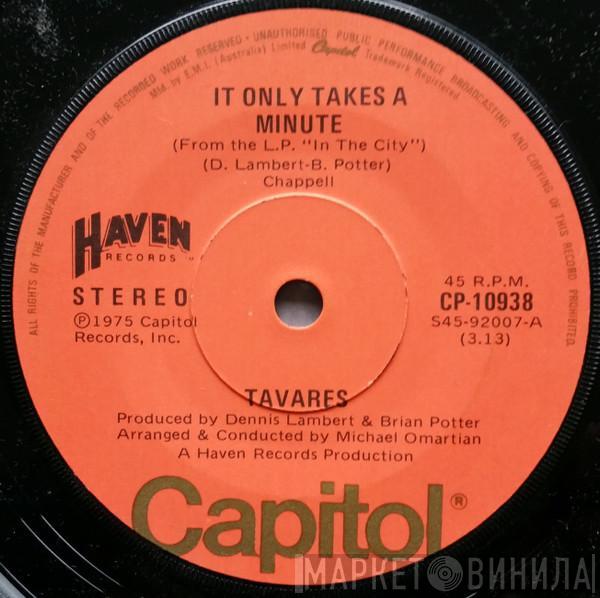 ALL RIGHTS OF THE MANUFACTURER AND OF THE RECORDED WORK RESERVED · UNAUTHORISED PUBLIC PERFORMANCE BROADCASTING AND COPYING OF THIS RECORD PROHIBITED.
Mfd. by E.M.I. (Australia) Limited Capitol Trademark Registered
IT ONLY TAKES A
MINUTE
(From the L.P. "In The City")
(D. Lambert-B. Potter)
Chappell
HAVEN
RECORDS TM
STEREO
℗1975 Capitol
Records, Inc.
45 R.P.M.
CP-10938
S45-92007-A
(3.13)
TAVARES
Produced by Dennis Lambert & Brian Potter
Arranged & Conducted by Michael Omartian
A Haven Records Production
Capitol®
МАРКЕТ ВИНИЛА